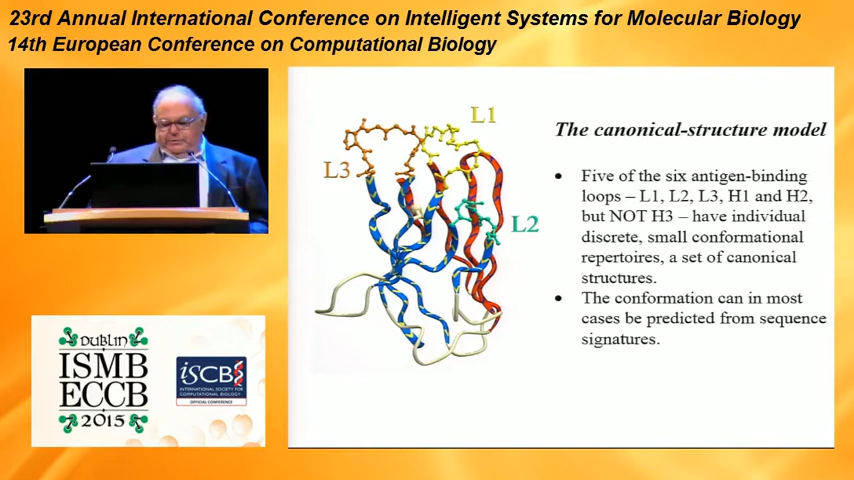 23rd Annual International Conference on Intelligent Systems for Molecular Biology
14th European Conference on Computational Biology
L1
L3
L2
The canonical-structure model
• Five of the six antigen-binding
loops – L1, L2, L3, H1 and H2,
but NOT H3 – have individual
discrete, small conformational
repertoires, a set of canonical
structures.
• The conformation can in most
cases be predicted from sequence
signatures.
DUBLIN
ISMB
ECCB
2015
ISCB
INTERNATIONAL SOCIETY FOR
COMPUTATIONAL BIOLOGY
OFFICIAL CONFERENCE